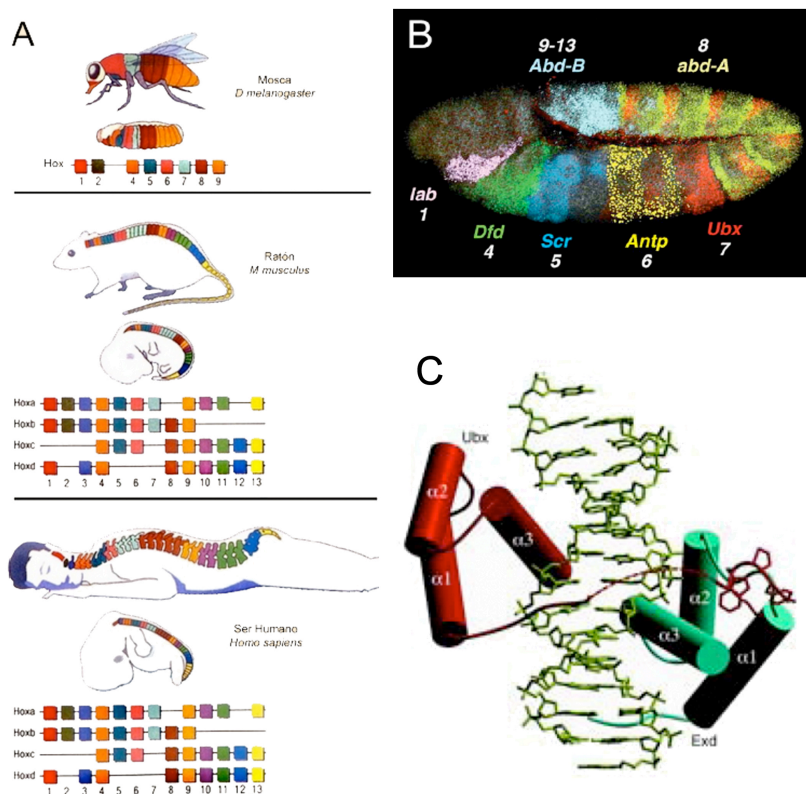 A
Mosca
D melanogaster
Hox
1 2 4 5 6 7 8 9
Ratón
M musculus
Hoxa
Hoxb
Hoxc
Hoxd
1 2 3 4 5 6 7 8 9 10 11 12 13
Ser Humano
Homo sapiens
Hoxa
Hoxb
Hoxc
Hoxd
1 2 3 4 5 6 7 8 9 10 11 12 13
B
9-13 8
Abd-B abd-A
lab
1
Dfd Scr Antp Ubx
4 5 6 7
C
Ubx
α2
α3
α1
α2
α3
α1
Exd